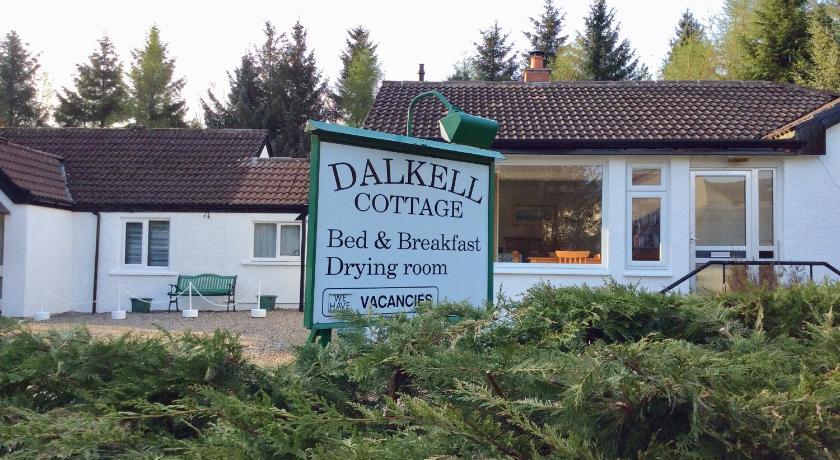 DALKELL
COTTAGE
Bed & Breakfast
Drying room
WE HAVE VACANCIES